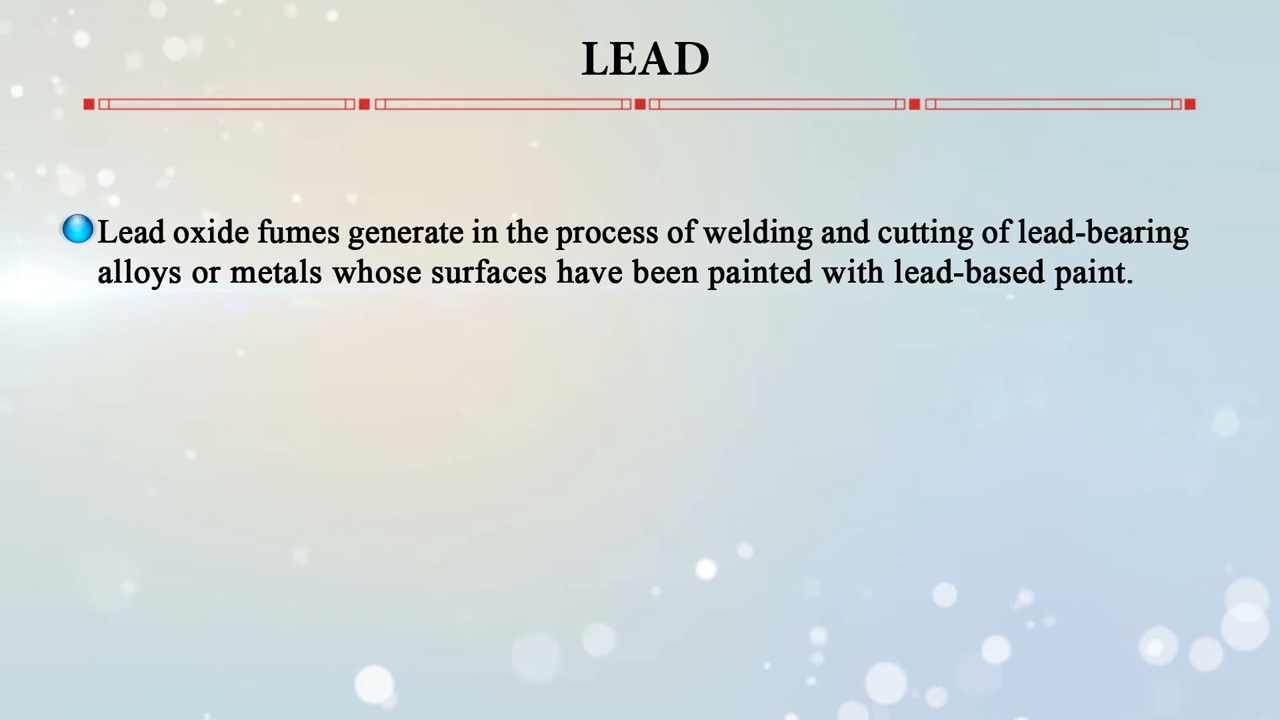 LEAD
Lead oxide fumes generate in the process of welding and cutting of lead-bearing
alloys or metals whose surfaces have been painted with lead-based paint.